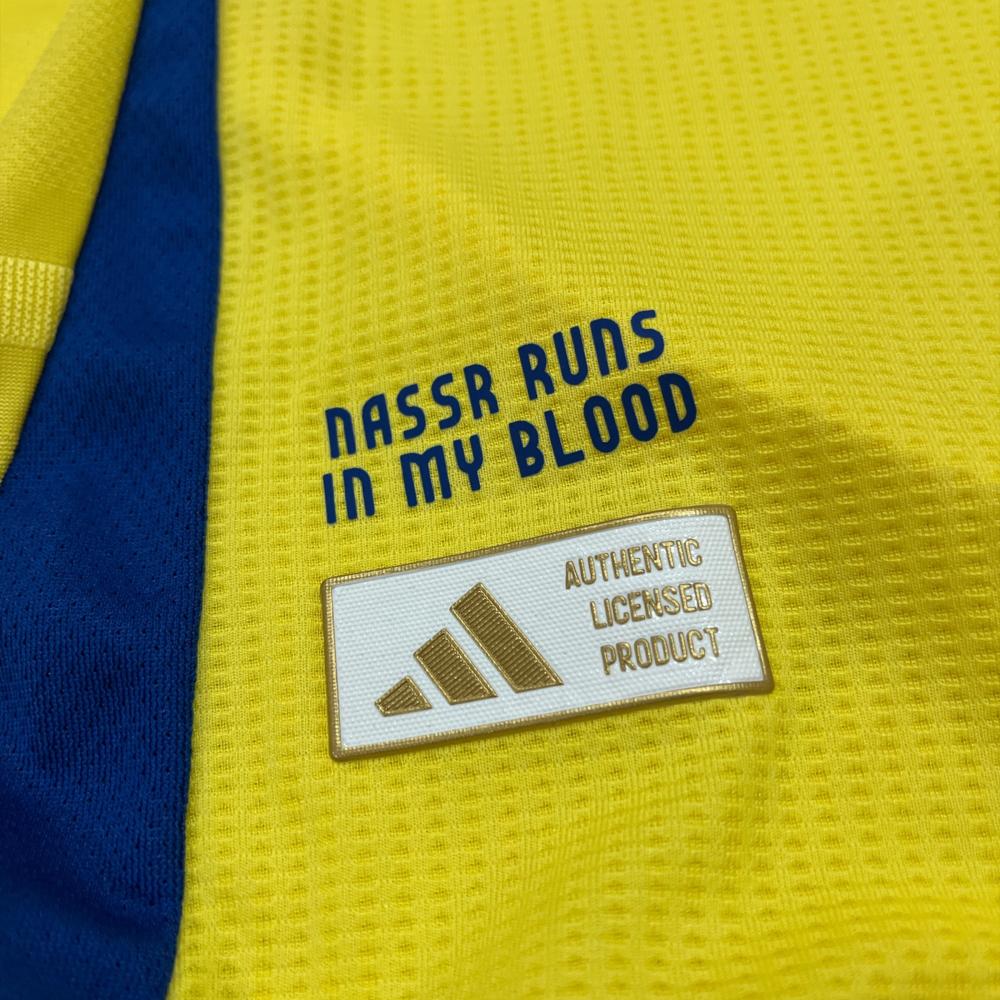 NASSR RUNS
IN MY BLOOD
AUTHENTIC
LICENSED
PRODUCT